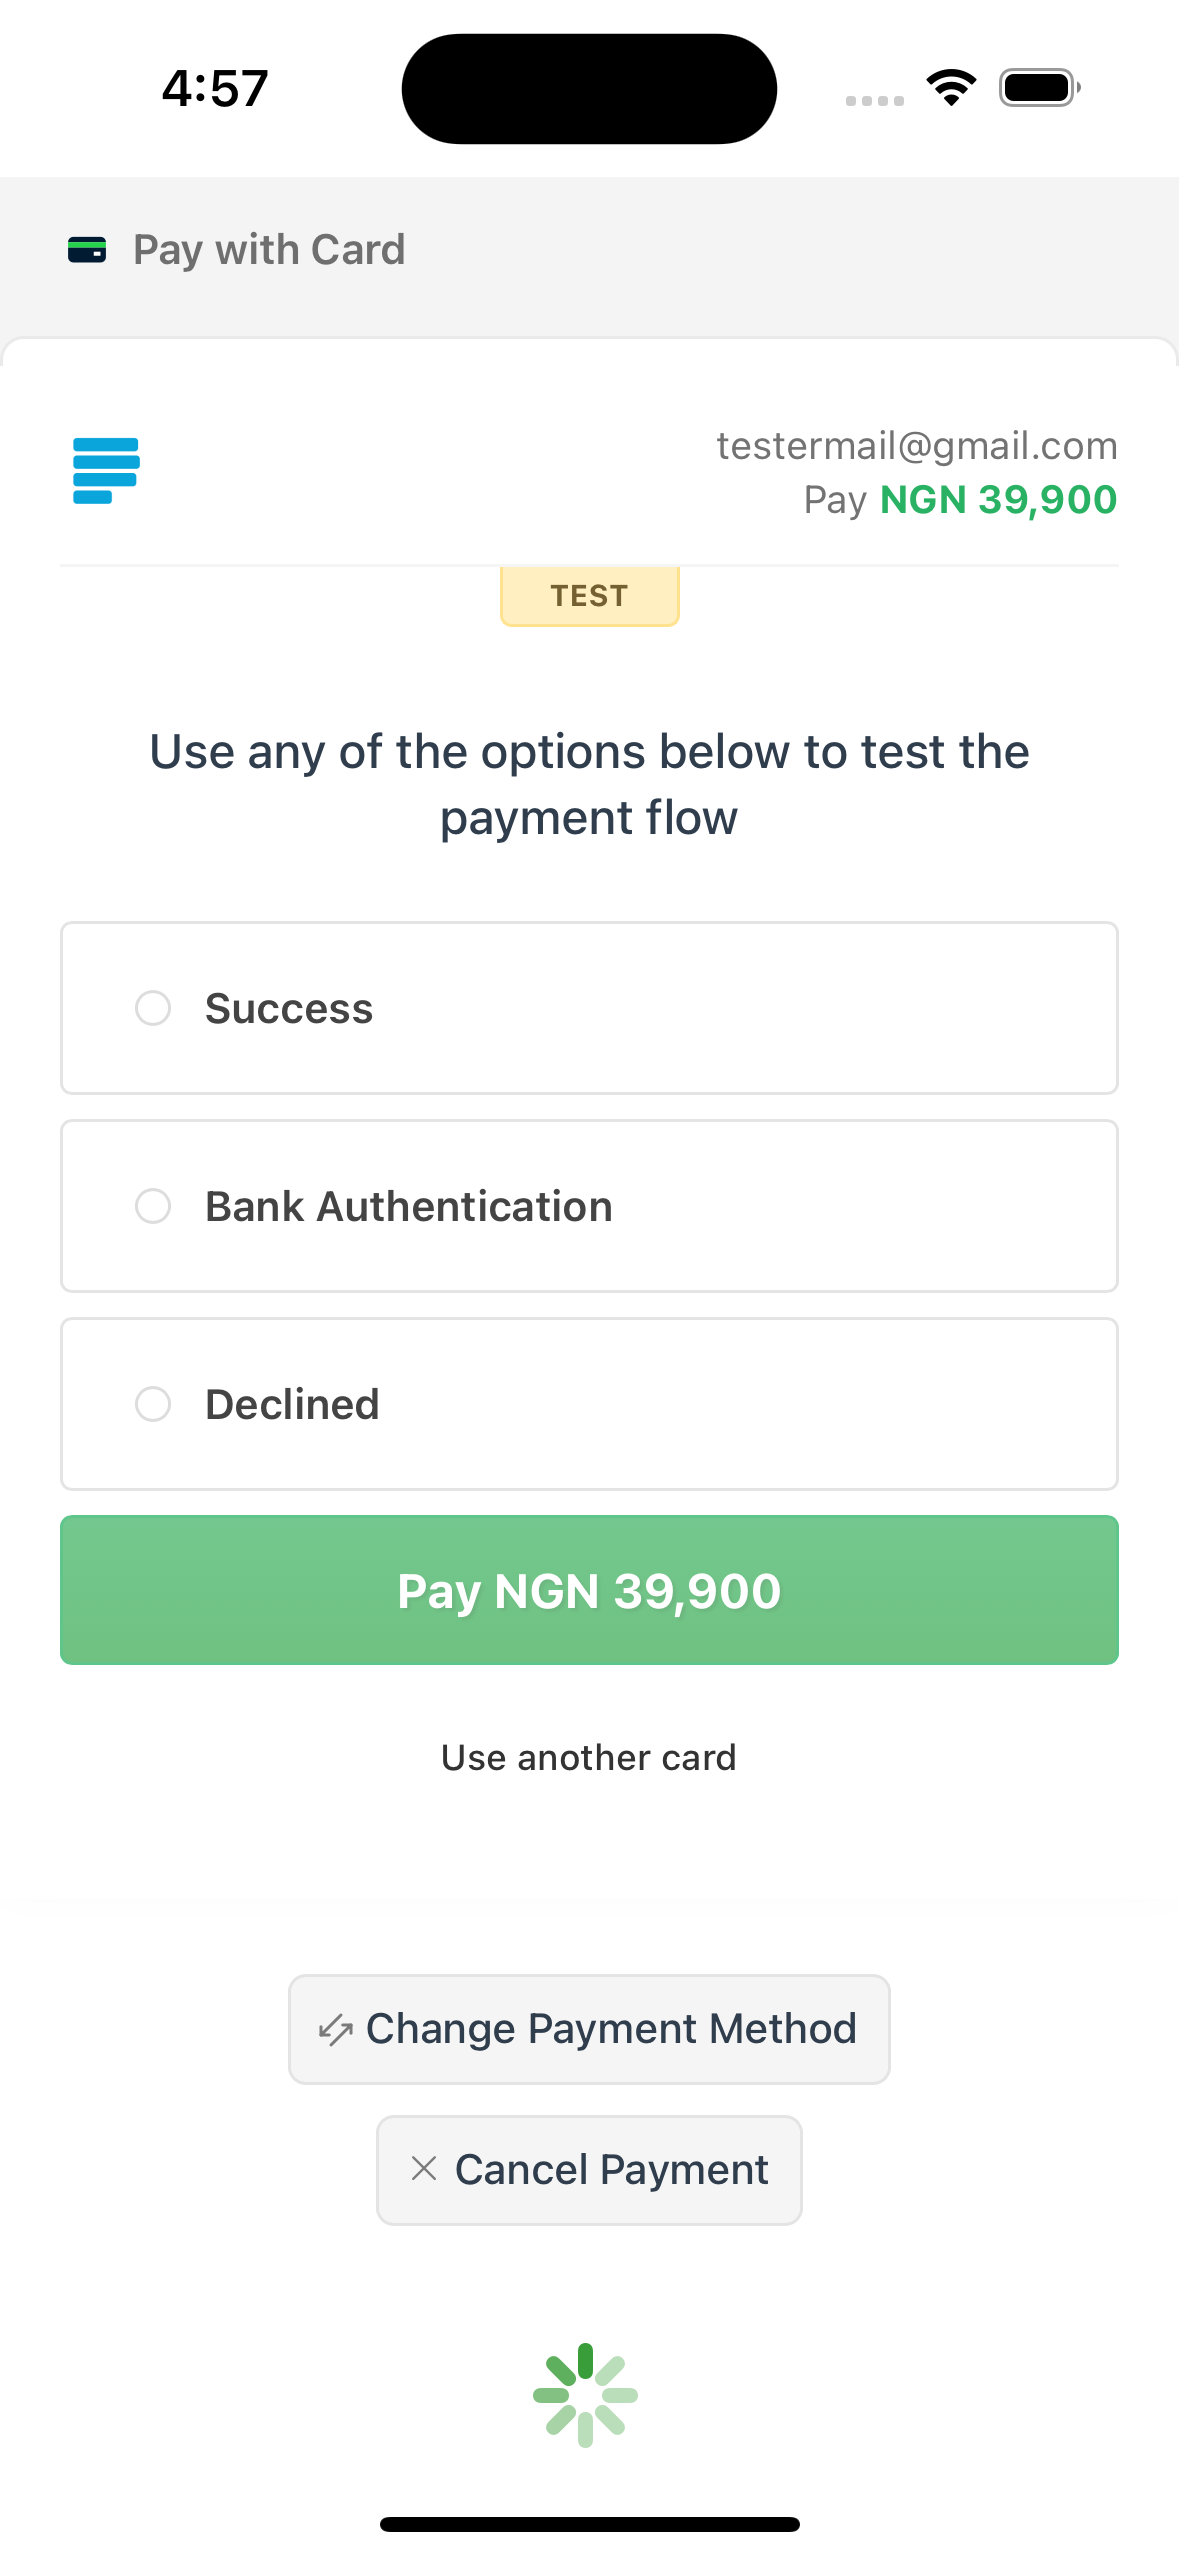 4:57
Pay with Card
testermail@gmail.com
Pay NGN 39,900
TEST
Use any of the options below to test the
payment flow
Success
Bank Authentication
Declined
Pay NGN 39,900
Use another card
Change Payment Method
Cancel Payment